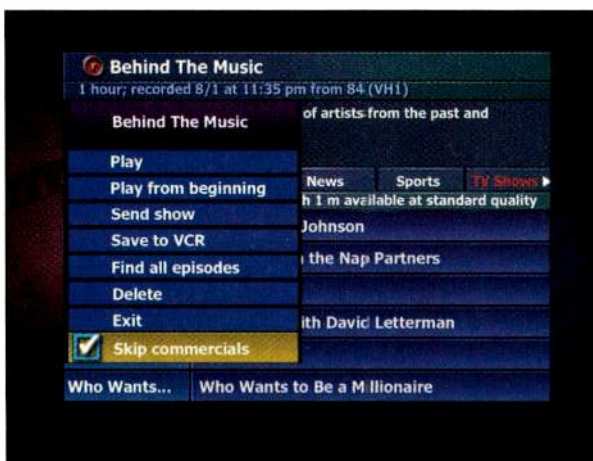 Behind The Music
1 hour; recorded 8/1 at 11:35 pm from 84 (VH1)
Behind The Music
of artists from the past and
Play
Play from beginning
News Sports TV Shows
h 1 m available at standard quality
Send show
Johnson
Save to VCR
the Nap Partners
Find all episodes
Delete
Exit
ith David Letterman
Skip commercials
Who Wants... Who Wants to Be a Millionaire